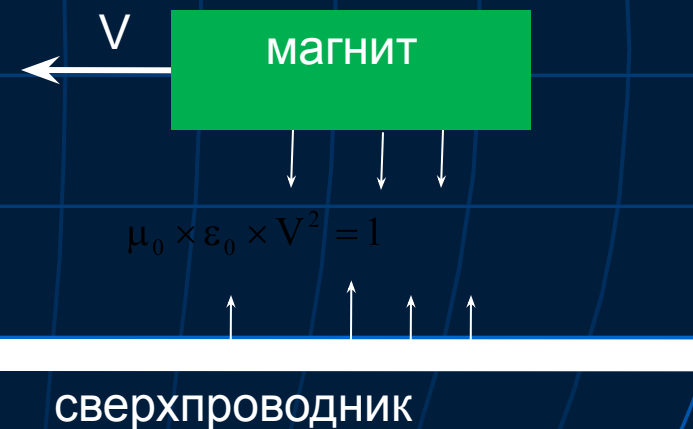 V
магнит
μ₀ × ε₀ × V² = 1
сверхпроводник